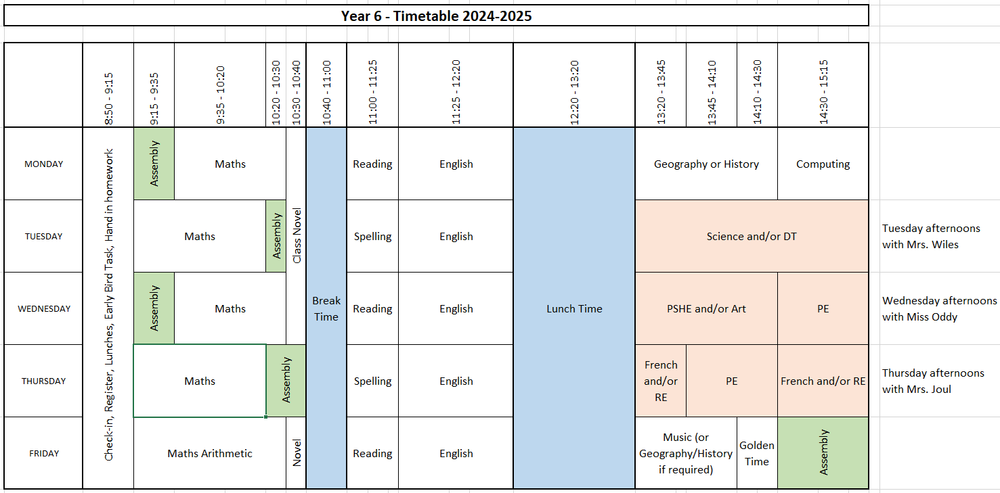 Year 6 - Timetable 2024-2025
8:50 - 9:15
9:15 - 9:35
9:35 - 10:20
10:20 - 10:30
10:30 - 10:40
10:40 - 11:00
11:00 - 11:25
11:25 - 12:20
12:20 - 13:20
13:20 - 13:45
13:45 - 14:10
14:10 - 14:30
14:30 - 15:15
Check-in, Register, Lunches, Early Bird Task, Hand in homework
MONDAY
Assembly
Maths
Reading
English
Geography or History
Computing
TUESDAY
Maths
Assembly
Class Novel
Spelling
English
Science and/or DT
Tuesday afternoons
with Mrs. Wiles
WEDNESDAY
Assembly
Maths
Break
Time
Reading
English
Lunch Time
PSHE and/or Art
PE
Wednesday afternoons
with Miss Oddy
THURSDAY
Maths
Assembly
Spelling
English
French
and/or
RE
PE
French and/or RE
Thursday afternoons
with Mrs. Joul
FRIDAY
Maths Arithmetic
Novel
Reading
English
Music (or
Geography/History
if required)
Golden
Time
Assembly